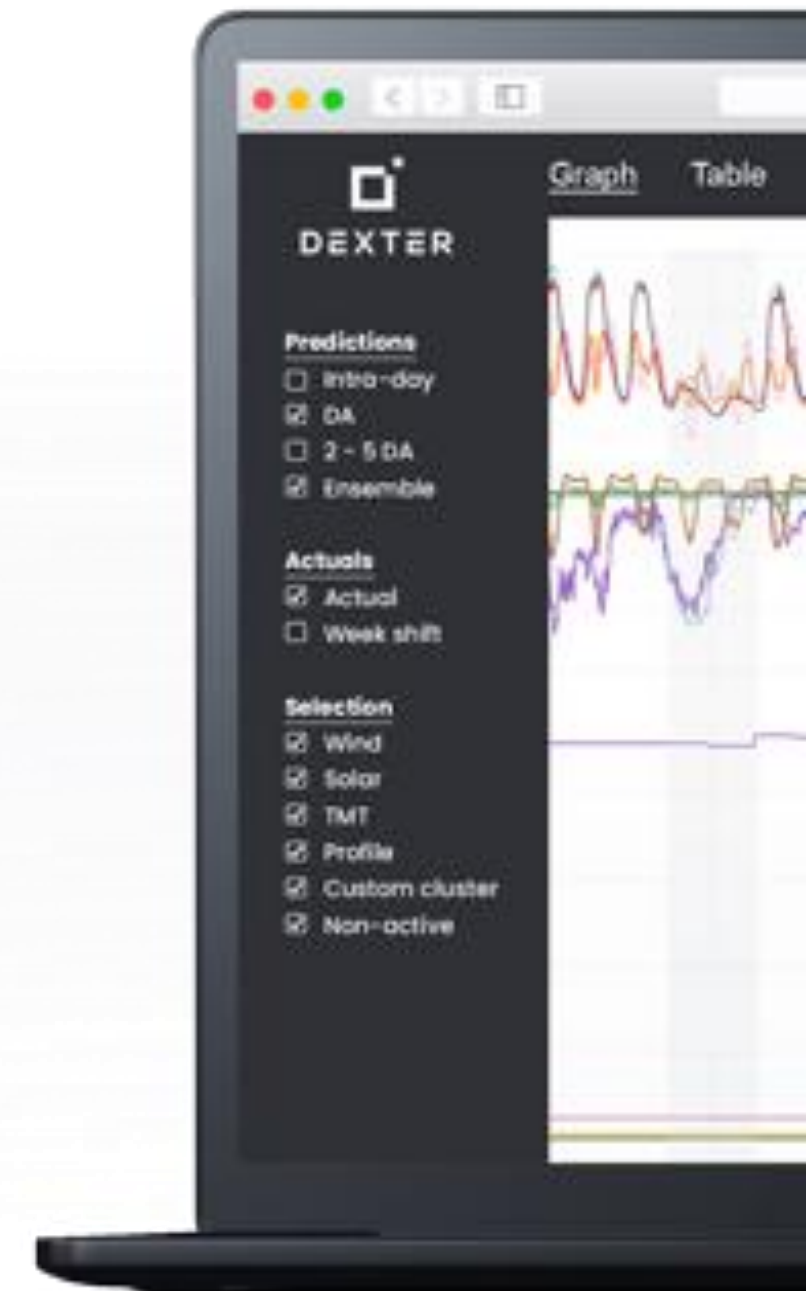 Graph Table
DEXTER
Predictions
Intra-day
DA
2 - 5 DA
Ensemble
Actuals
Actual
Week shift
Selection
Wind
Solar
TMT
Profile
Custom cluster
Non-active